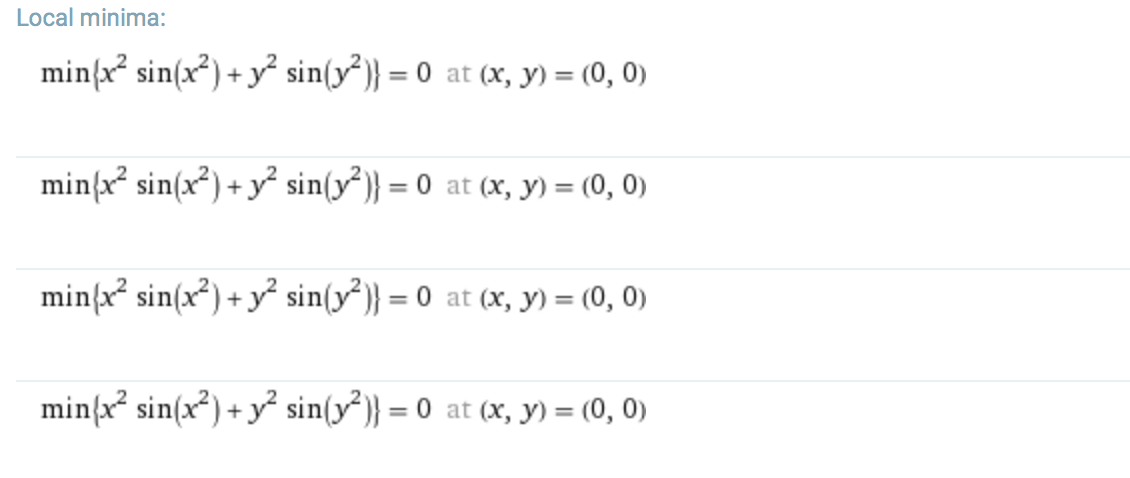 Local minima:
min{x² sin(x²) + y² sin(y²)} = 0 at (x, y) = (0, 0)
min{x² sin(x²) + y² sin(y²)} = 0 at (x, y) = (0, 0)
min{x² sin(x²) + y² sin(y²)} = 0 at (x, y) = (0, 0)
min{x² sin(x²) + y² sin(y²)} = 0 at (x, y) = (0, 0)